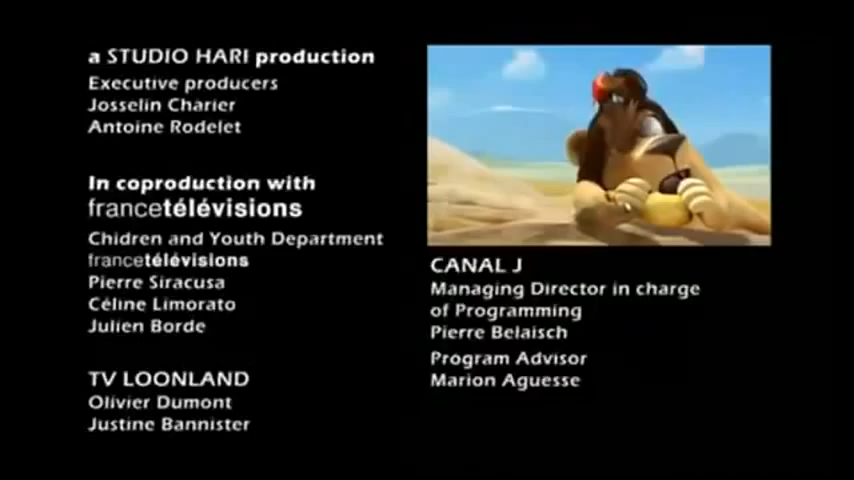 a STUDIO HARI production
Executive producers
Josselin Charier
Antoine Rodelet
In coproduction with
francetélévisions
Chidren and Youth Department
francetélévisions
Pierre Siracusa
Céline Limorato
Julien Borde
TV LOONLAND
Olivier Dumont
Justine Bannister
CANAL J
Managing Director in charge
of Programming
Pierre Belaisch
Program Advisor
Marion Aguesse